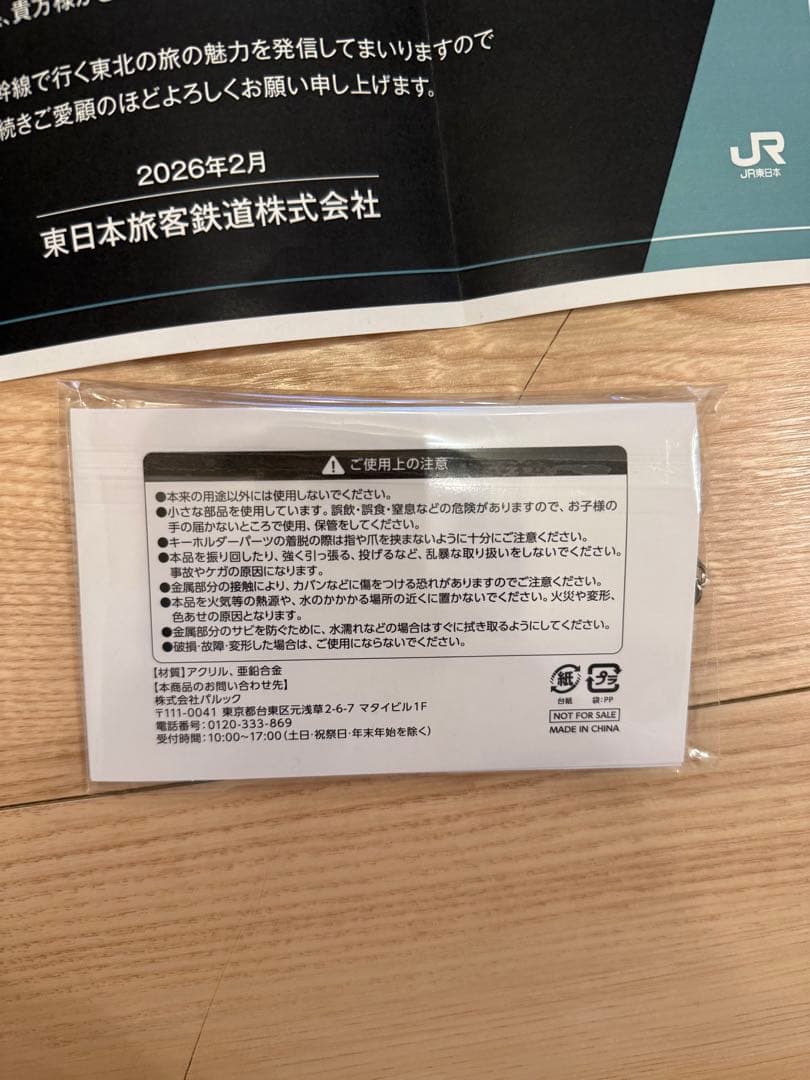 貴方様が
幹線で行く東北の旅の魅力を発信してまいりますので
続きご愛顧のほどよろしくお願い申し上げます。
2026年2月
東日本旅客鉄道株式会社
JR
JR東日本
ご使用上の注意
●本来の用途以外には使用しないでください。
●小さな部品を使用しています。誤飲・誤食・窒息などの危険がありますので、お子様の
手の届かないところで使用、保管をしてください。
●キーホルダーパーツの着脱の際は指や爪を挟まないように十分にご注意ください。
●本品を振り回したり、強く引っ張る、投げるなど、乱暴な取り扱いをしないでください。
事故やケガの原因になります。
●金属部分の接触により、カバンなどに傷をつける恐れがありますのでご注意ください。
●本品を火気等の熱源や、水のかかかる場所の近くに置かないでください。火災や変形、
色あせの原因となります。
●金属部分のサビを防ぐために、水濡れなどの場合はすぐに拭き取るようにしてください。
●破損・故障・変形した場合は、ご使用にならないでください。
【材質】アクリル、亜鉛合金
【本商品のお問い合わせ先】
株式会社パルック
〒111-0041 東京都台東区元浅草2-6-7 マタイビル1F
電話番号:0120-333-869
受付時間:10:00~17:00(土日・祝祭日・年末年始を除く)
紙 プラ
台紙 袋:PP
NOT FOR SALE
MADE IN CHINA